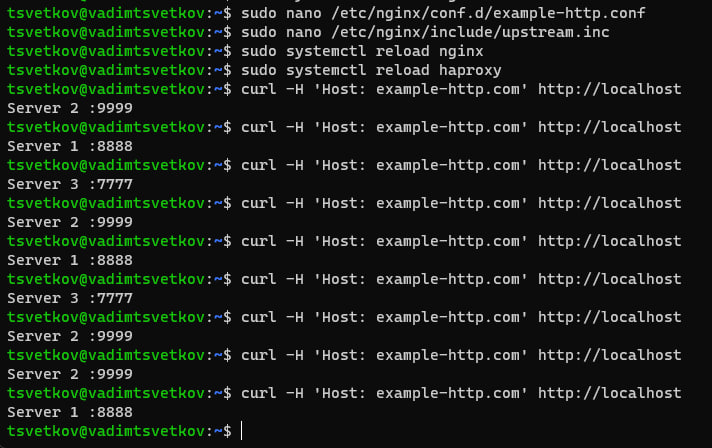 tsvetkov@vadimtsvetkov:~$ sudo nano /etc/nginx/conf.d/example-http.conf
tsvetkov@vadimtsvetkov:~$ sudo nano /etc/nginx/include/upstream.inc
tsvetkov@vadimtsvetkov:~$ sudo systemctl reload nginx
tsvetkov@vadimtsvetkov:~$ sudo systemctl reload haproxy
tsvetkov@vadimtsvetkov:~$ curl -H 'Host: example-http.com' http://localhost
Server 2 :9999
tsvetkov@vadimtsvetkov:~$ curl -H 'Host: example-http.com' http://localhost
Server 1 :8888
tsvetkov@vadimtsvetkov:~$ curl -H 'Host: example-http.com' http://localhost
Server 3 :7777
tsvetkov@vadimtsvetkov:~$ curl -H 'Host: example-http.com' http://localhost
Server 2 :9999
tsvetkov@vadimtsvetkov:~$ curl -H 'Host: example-http.com' http://localhost
Server 1 :8888
tsvetkov@vadimtsvetkov:~$ curl -H 'Host: example-http.com' http://localhost
Server 3 :7777
tsvetkov@vadimtsvetkov:~$ curl -H 'Host: example-http.com' http://localhost
Server 2 :9999
tsvetkov@vadimtsvetkov:~$ curl -H 'Host: example-http.com' http://localhost
Server 2 :9999
tsvetkov@vadimtsvetkov:~$ curl -H 'Host: example-http.com' http://localhost
Server 1 :8888
tsvetkov@vadimtsvetkov:~$